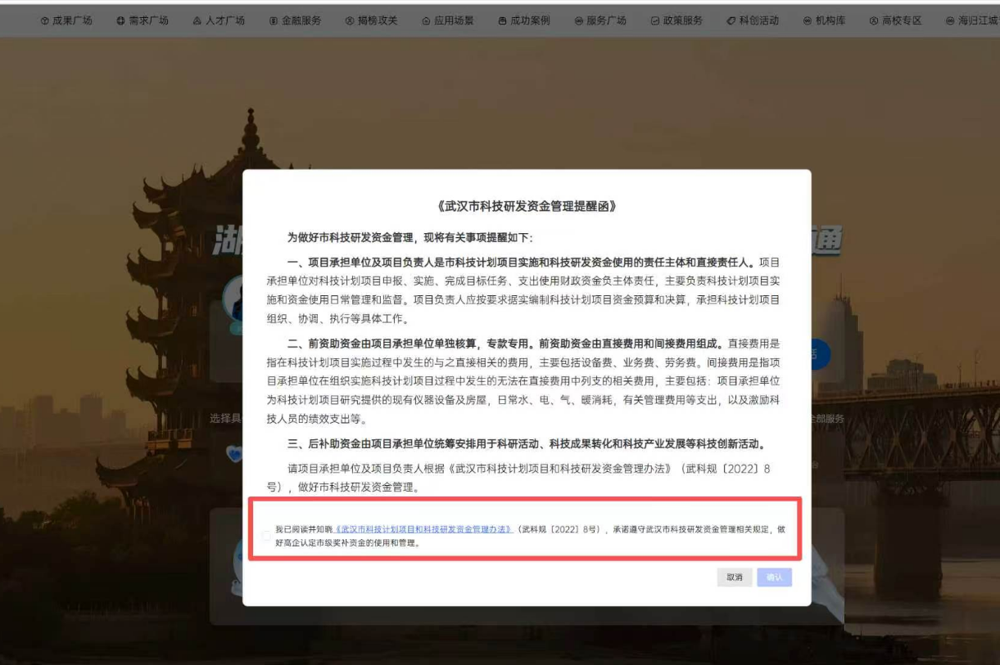 成果广场 需求广场 人才广场 金融服务 揭榜攻关 应用场景 成功案例 服务广场 政策服务 科创活动 机构库 高校专区 海归江城
湖
通
《武汉市科技研发资金管理提醒函》
为做好市科技研发资金管理，现将有关事项提醒如下：
一、项目承担单位及项目负责人是市科技计划项目实施和科技研发资金使用的责任主体和直接责任人。项目
承担单位对科技计划项目申报、实施、完成目标任务、支出使用财政资金负主体责任，主要负责科技计划项目实
施和资金使用日常管理和监督。项目负责人应按要求据实编制科技计划项目资金预算和决算，承担科技计划项目
组织、协调、执行等具体工作。
二、前资助资金由项目承担单位单独核算，专款专用。前资助资金由直接费用和间接费用组成。直接费用是
指在科技计划项目实施过程中发生的与之直接相关的费用，主要包括设备费、业务费、劳务费。间接费用是指项
目承担单位在组织实施科技计划项目过程中发生的无法在直接费用中列支的相关费用，主要包括：项目承担单位
为科技计划项目研究提供的现有仪器设备及房屋，日常水、电、气、暖消耗，有关管理费用等支出，以及激励科
技人员的绩效支出等。
选择具
全部服务
三、后补助资金由项目承担单位统筹安排用于科研活动、科技成果转化和科技产业发展等科技创新活动。
请项目承担单位及项目负责人根据《武汉市科技计划项目和科技研发资金管理办法》（武科规〔2022〕8
号），做好市科技研发资金管理。
我已阅读并知晓《武汉市科技计划项目和科技研发资金管理办法》（武科规〔2022〕8号），承诺遵守武汉市科技研发资金管理相关规定，做
好高企认定市级奖补资金的使用和管理。
取消 确认